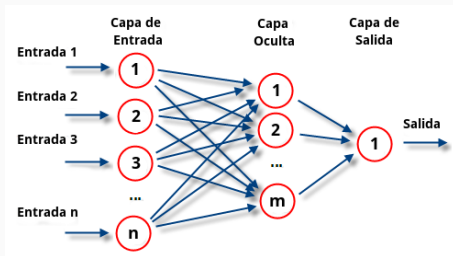 Capa de
Entrada
Capa
Oculta
Capa de
Salida
Entrada 1
Entrada 2
Entrada 3
Entrada n
1
2
3
...
n
1
2
...
m
1
Salida